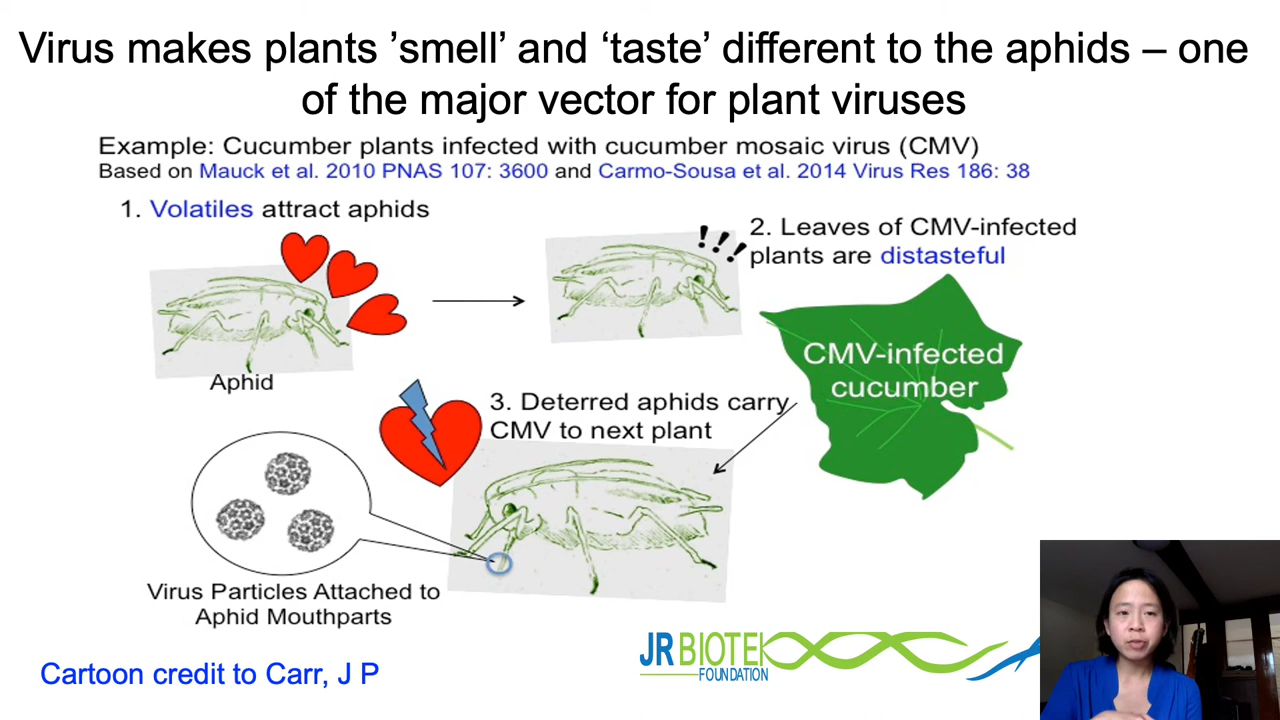 Virus makes plants ’smell’ and ‘taste’ different to the aphids – one
of the major vector for plant viruses
Example: Cucumber plants infected with cucumber mosaic virus (CMV)
Based on Mauck et al. 2010 PNAS 107: 3600 and Carmo-Sousa et al. 2014 Virus Res 186: 38
1. Volatiles attract aphids
!!!
2. Leaves of CMV-infected
plants are distasteful
Aphid
CMV-infected
cucumber
3. Deterred aphids carry
CMV to next plant
Virus Particles Attached to
Aphid Mouthparts
Cartoon credit to Carr, J P
JR BIOTEK
FOUNDATION